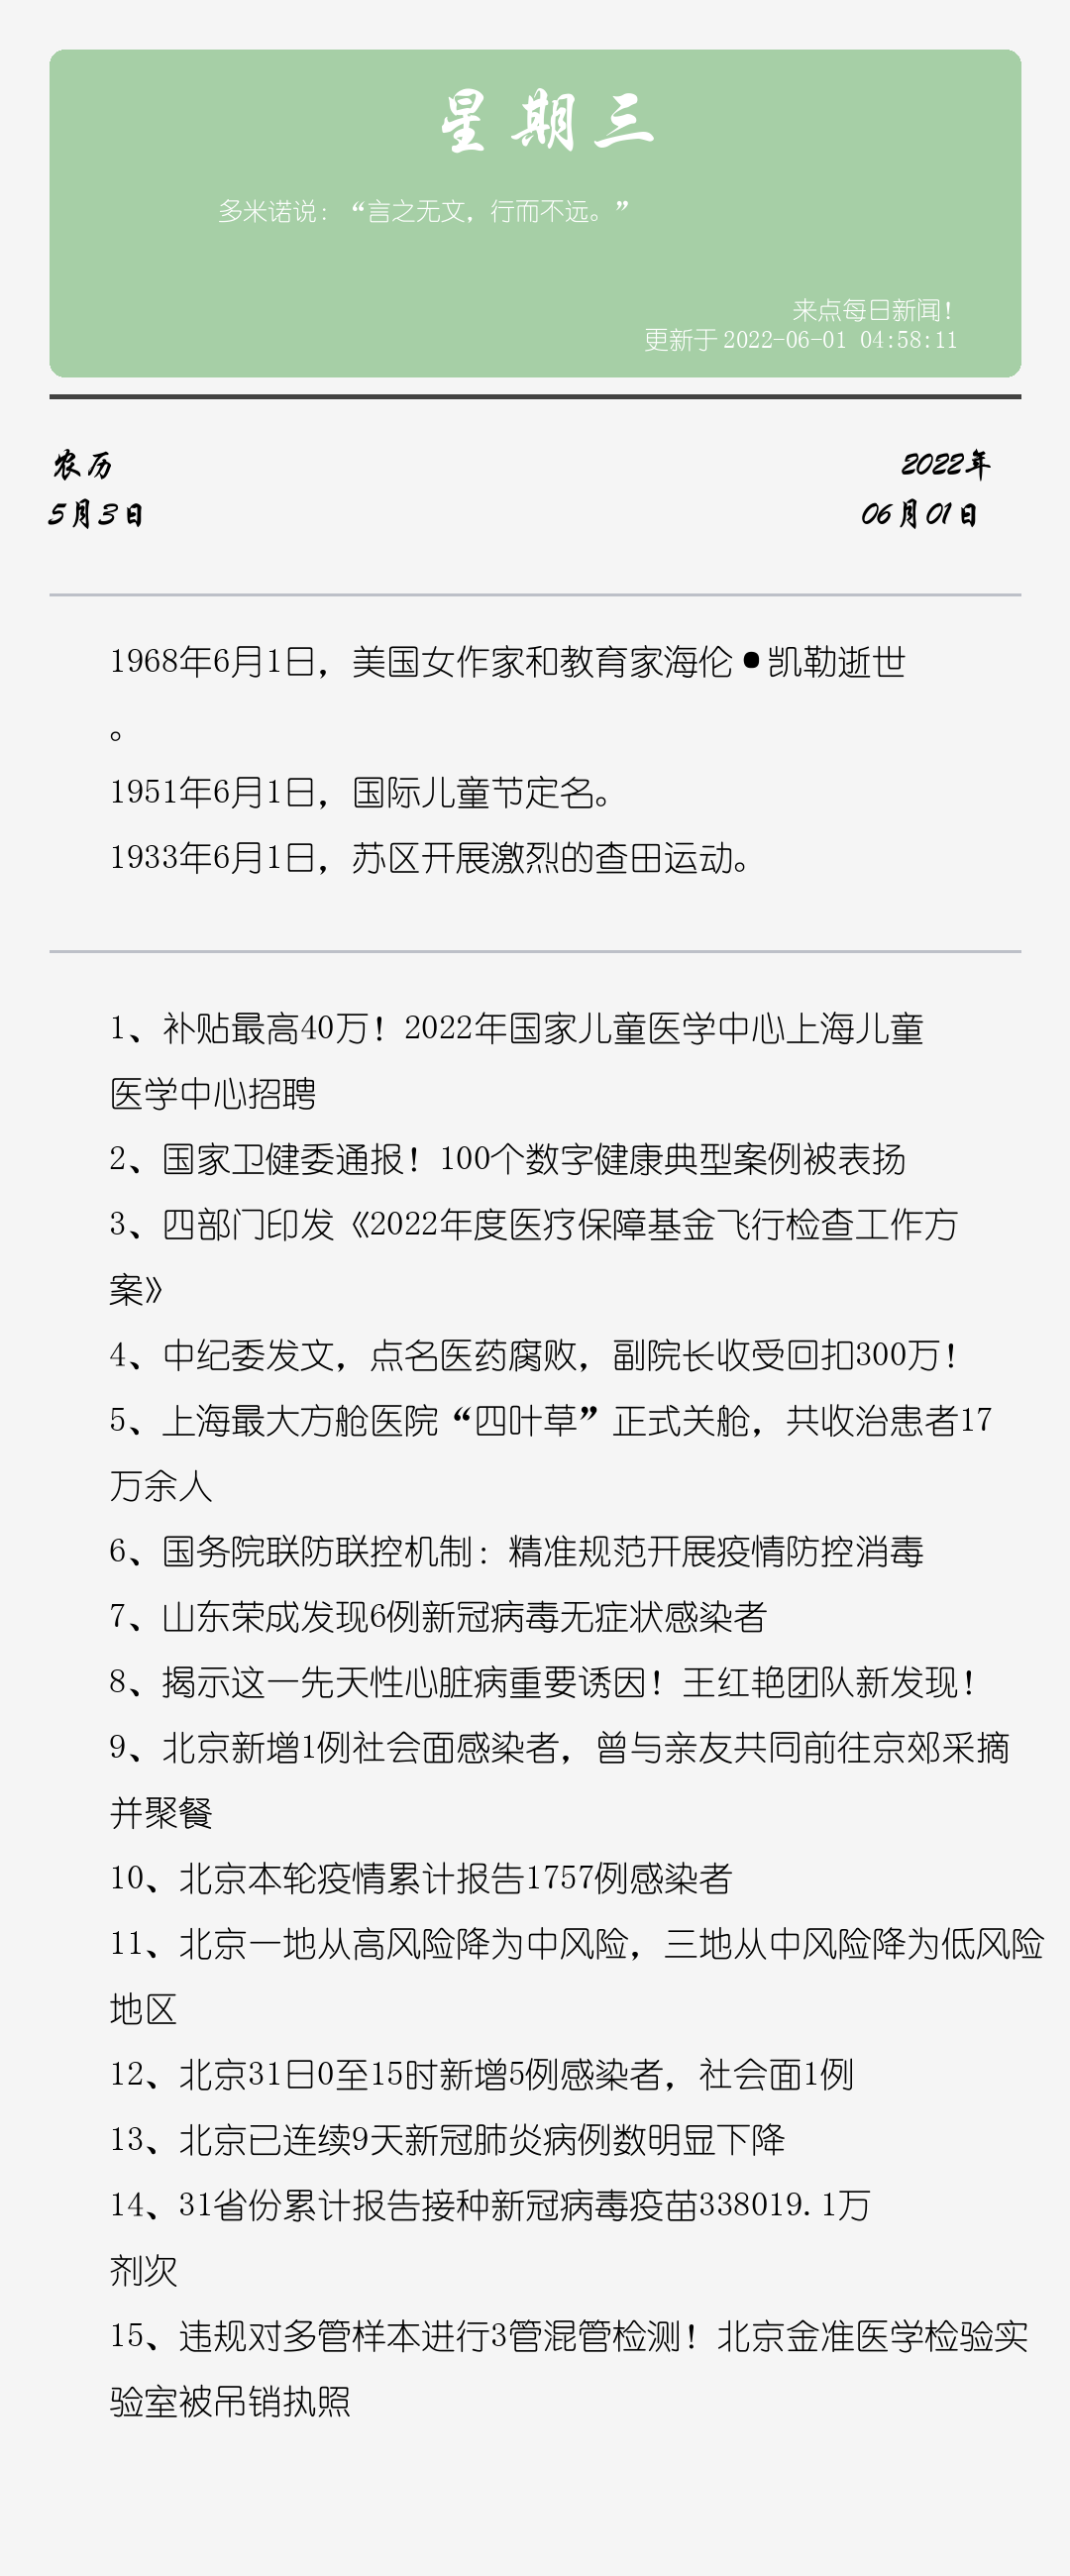 星期三
多米诺说：“言之无文，行而不远。”
来点每日新闻！
更新于 2022-06-01 04:58:11
农历
2022年
5月3日
06月01日
1968年6月1日，美国女作家和教育家海伦•凯勒逝世
。
1951年6月1日，国际儿童节定名。
1933年6月1日，苏区开展激烈的查田运动。
1、补贴最高40万！2022年国家儿童医学中心上海儿童
医学中心招聘
2、国家卫健委通报！100个数字健康典型案例被表扬
3、四部门印发《2022年度医疗保障基金飞行检查工作方
案》
4、中纪委发文，点名医药腐败，副院长收受回扣300万！
5、上海最大方舱医院“四叶草”正式关舱，共收治患者17
万余人
6、国务院联防联控机制：精准规范开展疫情防控消毒
7、山东荣成发现6例新冠病毒无症状感染者
8、揭示这一先天性心脏病重要诱因！王红艳团队新发现！
9、北京新增1例社会面感染者，曾与亲友共同前往京郊采摘
并聚餐
10、北京本轮疫情累计报告1757例感染者
11、北京一地从高风险降为中风险，三地从中风险降为低风险
地区
12、北京31日0至15时新增5例感染者，社会面1例
13、北京已连续9天新冠肺炎病例数明显下降
14、31省份累计报告接种新冠病毒疫苗338019.1万
剂次
15、违规对多管样本进行3管混管检测！北京金准医学检验实
验室被吊销执照